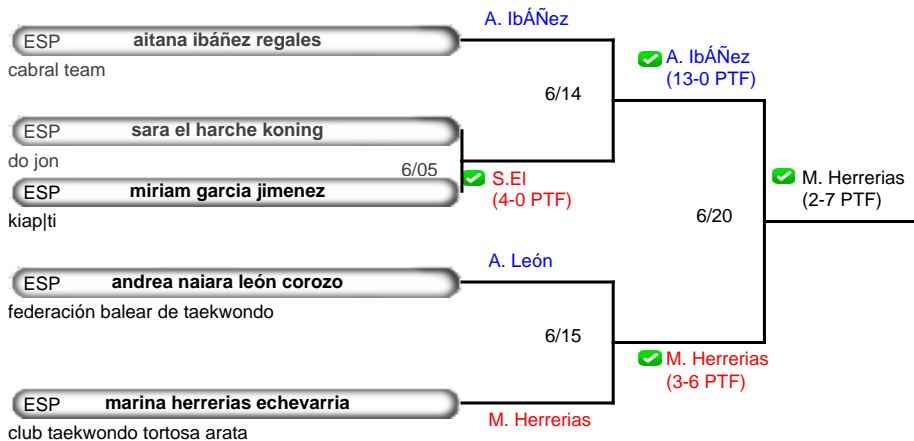 A. IbÁÑez
ESP aitana ibáñez regales
cabral team
A. IbÁÑez
(13-0 PTF)
6/14
ESP sara el harche koning
do jon
6/05
S.El
(4-0 PTF)
ESP miriam garcia jimenez
kiap|ti
M. Herrerias
(2-7 PTF)
6/20
A. León
ESP andrea naiara león corozo
federación balear de taekwondo
6/15
M. Herrerias
(3-6 PTF)
ESP marina herrerias echevarria
M. Herrerias
club taekwondo tortosa arata